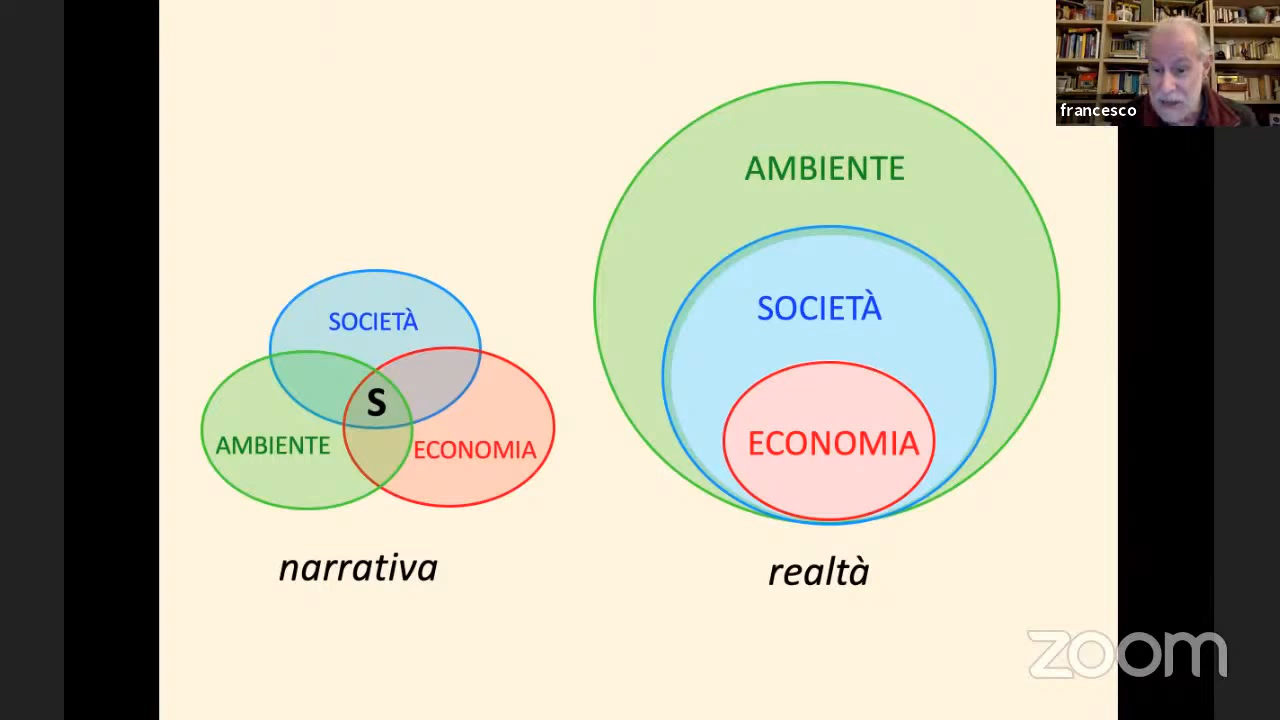 francesco
AMBIENTE
SOCIETÀ
ECONOMIA
realtà
SOCIETÀ
S
AMBIENTE
ECONOMIA
narrativa
zoom